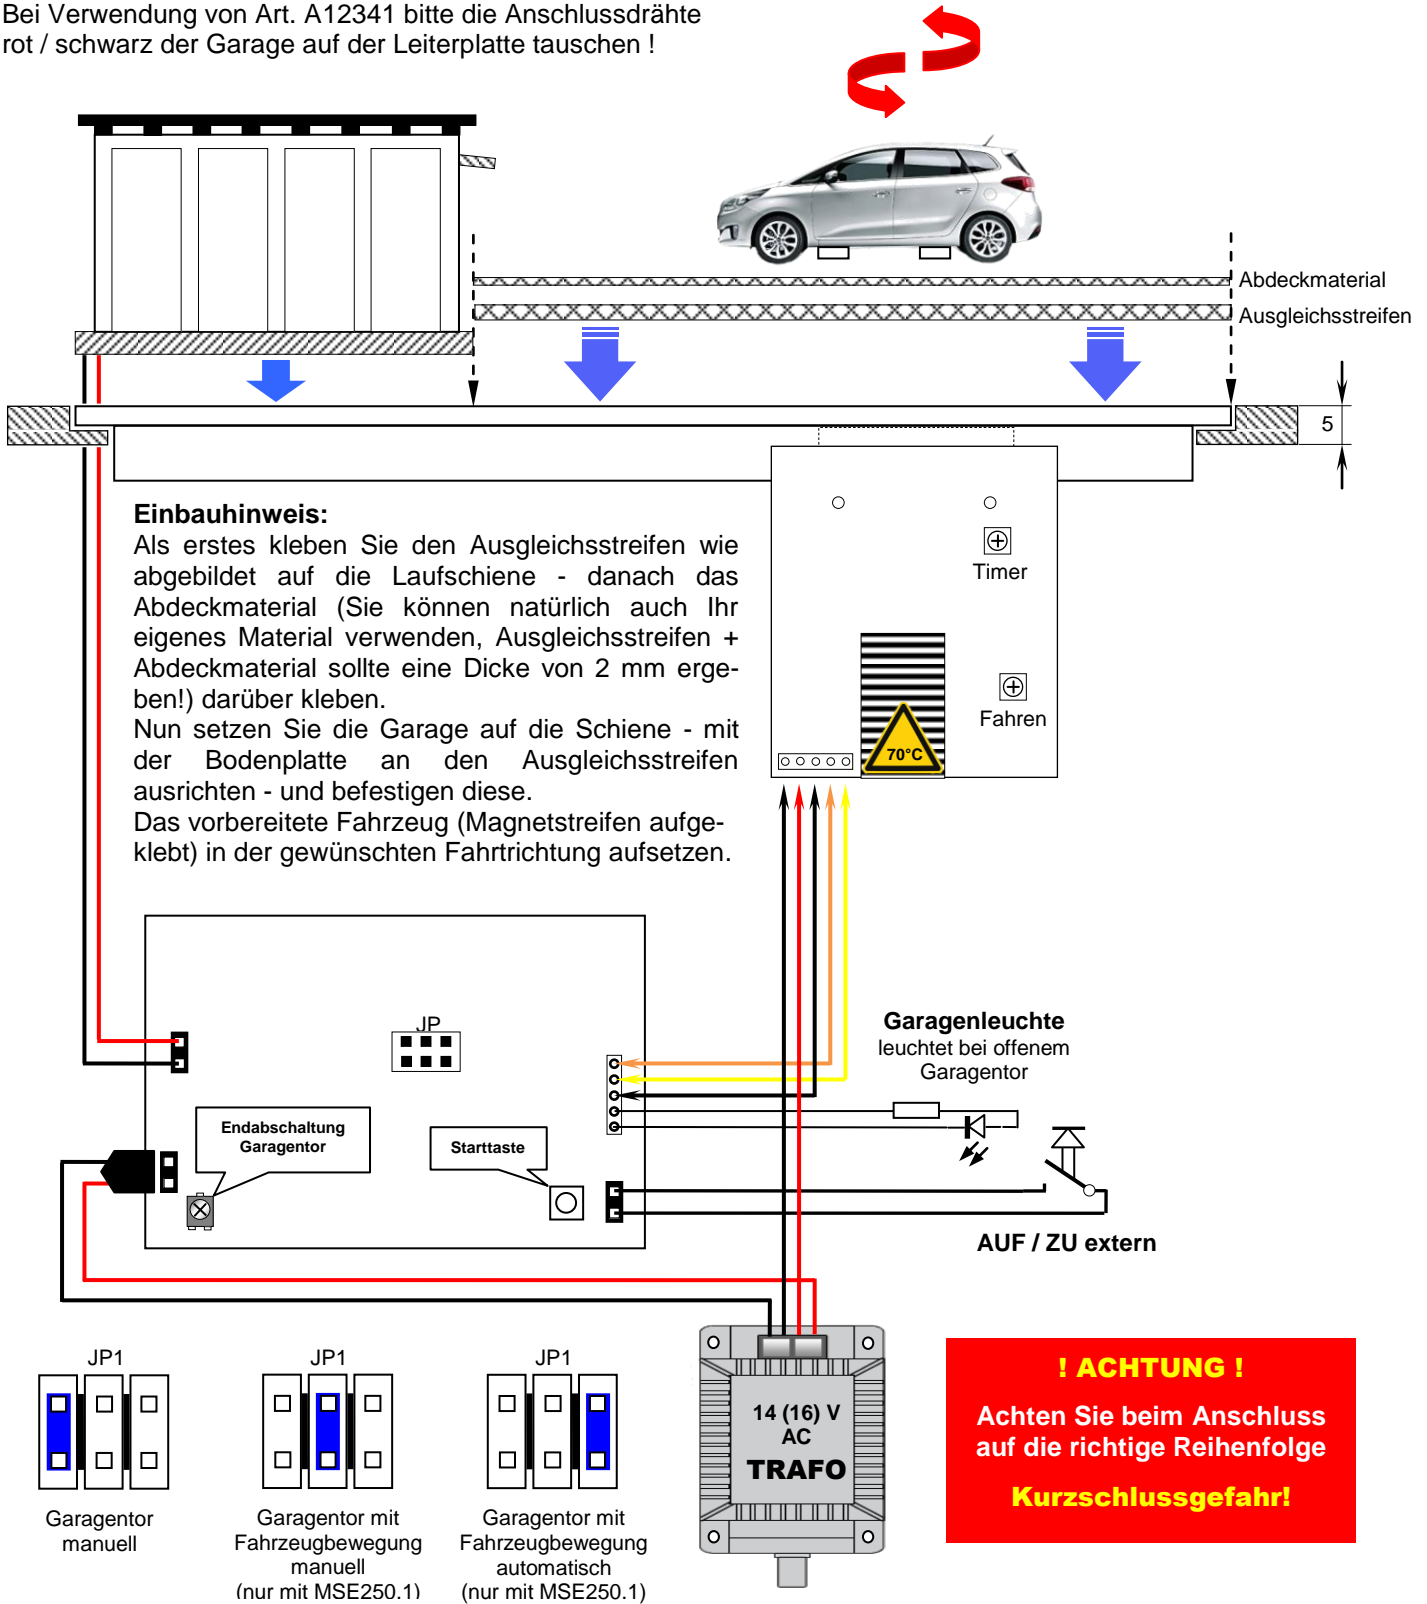 Bei Verwendung von Art. A12341 bitte die Anschlussdrähte
rot / schwarz der Garage auf der Leiterplatte tauschen !
Abdeckmaterial
Ausgleichsstreifen
5
Einbauhinweis:
Als erstes kleben Sie den Ausgleichsstreifen wie
abgebildet auf die Laufschiene - danach das
Abdeckmaterial (Sie können natürlich auch Ihr
eigenes Material verwenden, Ausgleichsstreifen +
Abdeckmaterial sollte eine Dicke von 2 mm erge-
ben!) darüber kleben.
Nun setzen Sie die Garage auf die Schiene - mit
der Bodenplatte an den Ausgleichsstreifen
ausrichten - und befestigen diese.
Das vorbereitete Fahrzeug (Magnetstreifen aufge-
klebt) in der gewünschten Fahrtrichtung aufsetzen.
Timer
Fahren
70°C
JP
Garagenleuchte
leuchtet bei offenem
Garagentor
Endabschaltung
Garagentor
Starttaste
AUF / ZU extern
JP1
Garagentor
manuell
JP1
Garagentor mit
Fahrzeugbewegung
manuell
(nur mit MSE250.1)
JP1
Garagentor mit
Fahrzeugbewegung
automatisch
(nur mit MSE250.1)
14 (16) V
AC
TRAFO
! ACHTUNG !
Achten Sie beim Anschluss
auf die richtige Reihenfolge
Kurzschlussgefahr!